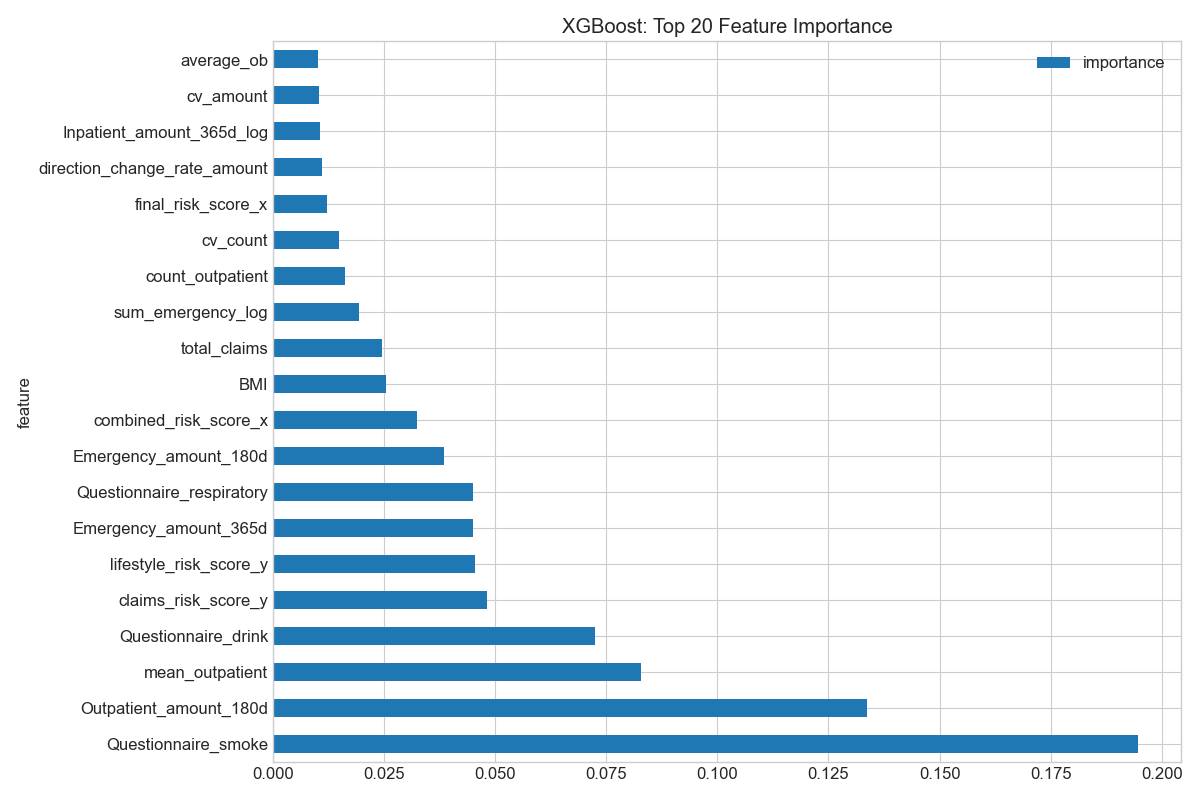 XGBoost: Top 20 Feature Importance
importance
feature
average_ob
cv_amount
Inpatient_amount_365d_log
direction_change_rate_amount
final_risk_score_x
cv_count
count_outpatient
sum_emergency_log
total_claims
BMI
combined_risk_score_x
Emergency_amount_180d
Questionnaire_respiratory
Emergency_amount_365d
lifestyle_risk_score_y
claims_risk_score_y
Questionnaire_drink
mean_outpatient
Outpatient_amount_180d
Questionnaire_smoke
0.000 0.025 0.050 0.075 0.100 0.125 0.150 0.175 0.200